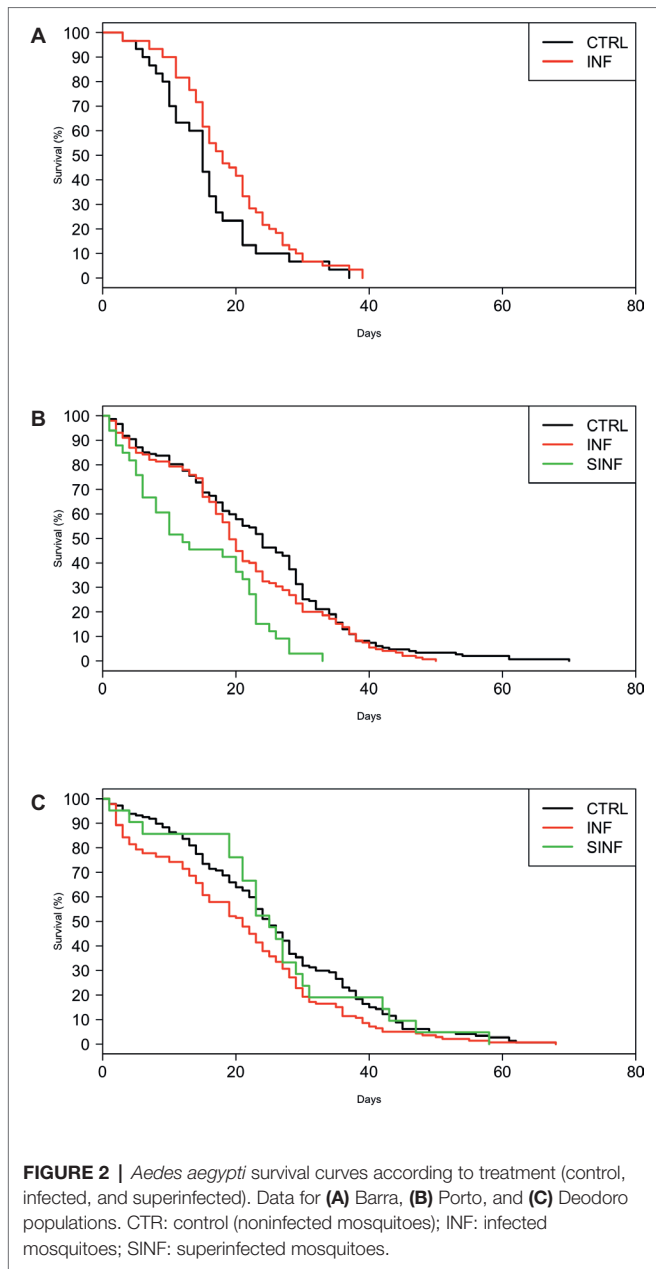 A
100
90
80
70
60
50
40
30
20
10
0
Survival (%)
CTRL
INF
0 20 40 60 80
Days
B
100
90
80
70
60
50
40
30
20
10
0
Survival (%)
CTRL
INF
SINF
0 20 40 60 80
Days
C
100
90
80
70
60
50
40
30
20
10
0
Survival (%)
CTRL
INF
SINF
0 20 40 60 80
Days
FIGURE 2 | Aedes aegypti survival curves according to treatment (control,
infected, and superinfected). Data for (A) Barra, (B) Porto, and (C) Deodoro
populations. CTR: control (noninfected mosquitoes); INF: infected
mosquitoes; SINF: superinfected mosquitoes.